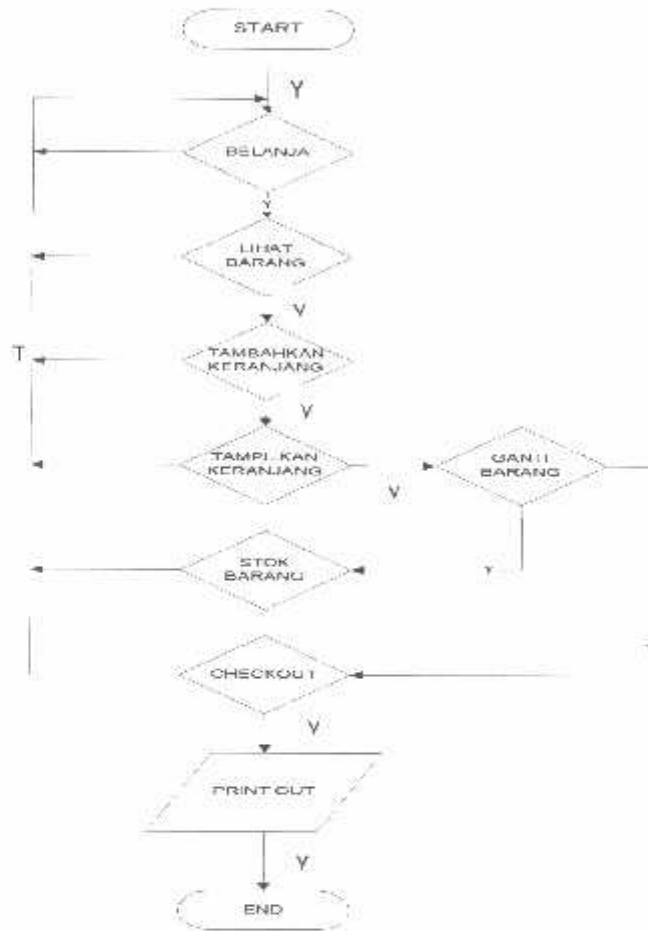 START
Y
BELANJA
Y
LIHAT
BARANG
Y
T
TAMBAHKAN
KERANJANG
Y
TAMPILKAN
KERANJANG
Y
GANTI
BARANG
STOK
BARANG
Y
CHECKOUT
Y
PRINT OUT
Y
END